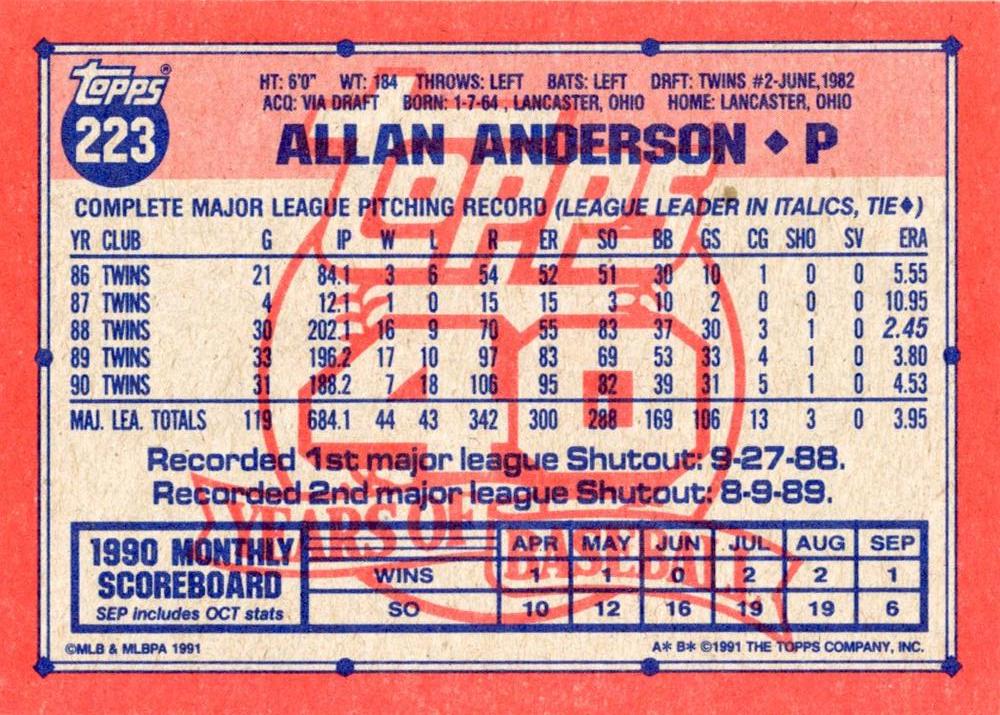 Topps®
223
HT: 6'0" WT: 184 THROWS: LEFT BATS: LEFT DRFT: TWINS #2-JUNE, 1982
ACQ: VIA DRAFT BORN: 1-7-64, LANCASTER, OHIO HOME: LANCASTER, OHIO
ALLAN ANDERSON ♦ P
COMPLETE MAJOR LEAGUE PITCHING RECORD (LEAGUE LEADER IN ITALICS, TIE♦)
YR CLUB G IP W L R ER SO BB GS CG SHO SV ERA
86 TWINS 21 84.1 3 6 54 52 51 30 10 1 0 0 5.55
87 TWINS 4 12.1 1 0 15 15 3 10 2 0 0 0 10.95
88 TWINS 30 202.1 16 9 70 55 83 37 30 3 1 0 2.45
89 TWINS 33 196.2 17 10 97 83 69 53 33 4 1 0 3.80
90 TWINS 31 188.2 7 18 106 95 82 39 31 5 1 0 4.53
MAJ. LEA. TOTALS 119 684.1 44 43 342 300 288 169 106 13 3 0 3.95
Topps
40
Recorded 1st major league Shutout: 9-27-88.
Recorded 2nd major league Shutout: 8-9-89.
YEARS OF
BASEBALL
1990 MONTHLY
SCOREBOARD
SEP includes OCT stats
APR MAY JUN JUL AUG SEP
WINS 1 1 0 2 2 1
SO 10 12 16 19 19 6
©MLB & MLBPA 1991
A* B* ©1991 THE TOPPS COMPANY, INC.